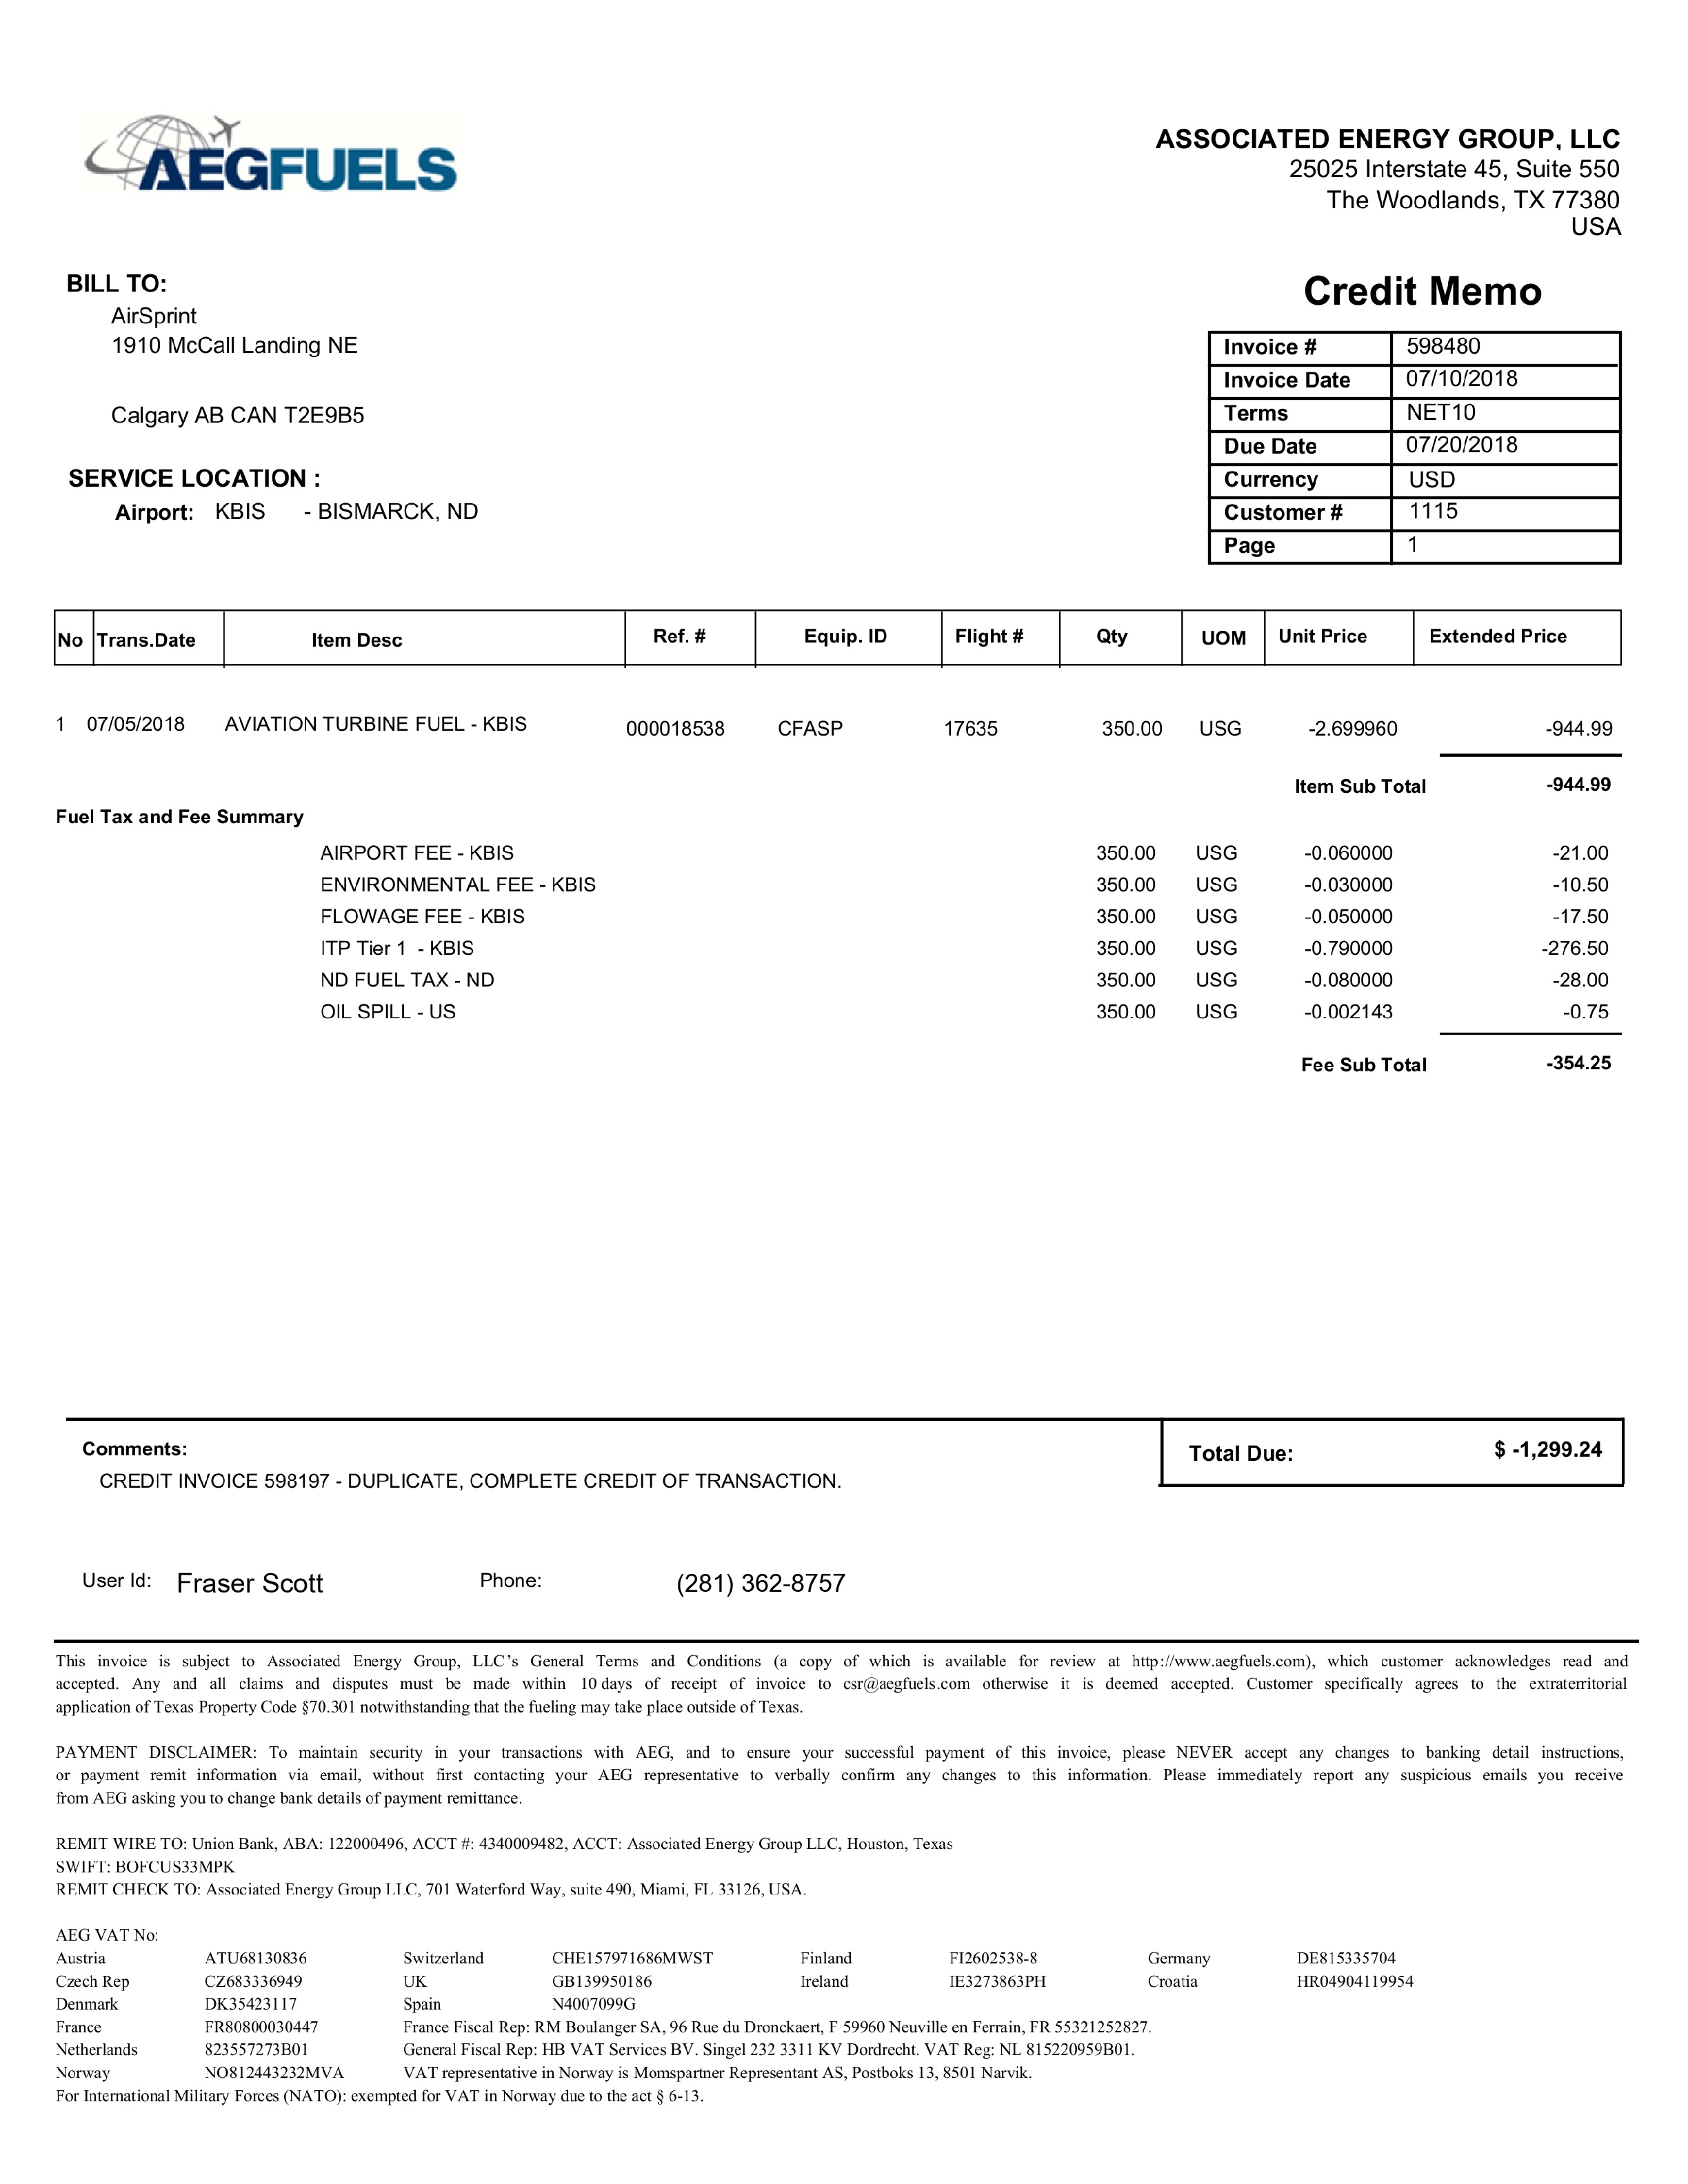 AEGFUELS
ASSOCIATED ENERGY GROUP, LLC
25025 Interstate 45, Suite 550
The Woodlands, TX 77380
USA
BILL TO:
AirSprint
1910 McCall Landing NE
Calgary AB CAN T2E9B5
SERVICE LOCATION :
Airport: KBIS - BISMARCK, ND
Credit Memo
Invoice # 598480
Invoice Date 07/10/2018
Terms NET10
Due Date 07/20/2018
Currency USD
Customer # 1115
Page 1
No Trans.Date Item Desc Ref. # Equip. ID Flight # Qty UOM Unit Price Extended Price
1 07/05/2018 AVIATION TURBINE FUEL - KBIS 000018538 CFASP 17635 350.00 USG -2.699960 -944.99
Item Sub Total -944.99
Fuel Tax and Fee Summary
AIRPORT FEE - KBIS 350.00 USG -0.060000 -21.00
ENVIRONMENTAL FEE - KBIS 350.00 USG -0.030000 -10.50
FLOWAGE FEE - KBIS 350.00 USG -0.050000 -17.50
ITP Tier 1 - KBIS 350.00 USG -0.790000 -276.50
ND FUEL TAX - ND 350.00 USG -0.080000 -28.00
OIL SPILL - US 350.00 USG -0.002143 -0.75
Fee Sub Total -354.25
Comments:
CREDIT INVOICE 598197 - DUPLICATE, COMPLETE CREDIT OF TRANSACTION.
Total Due: $ -1,299.24
User Id: Fraser Scott Phone: (281) 362-8757
This invoice is subject to Associated Energy Group, LLC's General Terms and Conditions (a copy of which is available for review at http://www.aegfuels.com), which customer acknowledges read and
accepted. Any and all claims and disputes must be made within 10 days of receipt of invoice to csr@aegfuels.com otherwise it is deemed accepted. Customer specifically agrees to the extraterritorial
application of Texas Property Code §70.301 notwithstanding that the fueling may take place outside of Texas.
PAYMENT DISCLAIMER: To maintain security in your transactions with AEG, and to ensure your successful payment of this invoice, please NEVER accept any changes to banking detail instructions,
or payment remit information via email, without first contacting your AEG representative to verbally confirm any changes to this information. Please immediately report any suspicious emails you receive
from AEG asking you to change bank details of payment remittance.
REMIT WIRE TO: Union Bank, ABA: 122000496, ACCT #: 4340009482, ACCT: Associated Energy Group LLC, Houston, Texas
SWIFT: BOFCUS33MPK
REMIT CHECK TO: Associated Energy Group LLC, 701 Waterford Way, suite 490, Miami, FL 33126, USA.
AEG VAT No:
Austria ATU68130836 Switzerland CHE157971686MWST Finland FI2602538-8 Germany DE815335704
Czech Rep CZ683336949 UK GB139950186 Ireland IE3273863PH Croatia HR04904119954
Denmark DK35423117 Spain N4007099G
France FR80800030447 France Fiscal Rep: RM Boulanger SA, 96 Rue du Dronckaert, F 59960 Neuville en Ferrain, FR 55321252827.
Netherlands 823557273B01 General Fiscal Rep: HB VAT Services BV. Singel 232 3311 KV Dordrecht. VAT Reg: NL 815220959B01.
Norway NO812443232MVA VAT representative in Norway is Momspartner Representant AS, Postboks 13, 8501 Narvik.
For International Military Forces (NATO): exempted for VAT in Norway due to the act § 6-13.